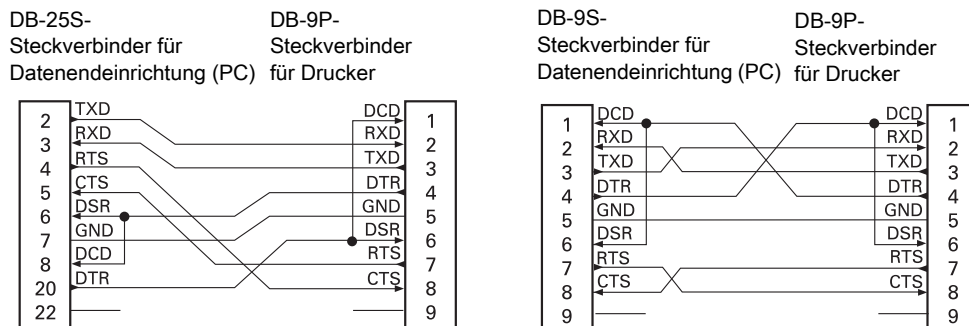 DB-25S-
Steckverbinder für
Datenendeinrichtung (PC)
DB-9P-
Steckverbinder
für Drucker
2 TXD DCD 1
3 RXD RXD 2
4 RTS TXD 3
5 CTS DTR 4
6 DSR GND 5
7 GND DSR 6
8 DCD RTS 7
20 DTR CTS 8
22 9
DB-9S-
Steckverbinder für
Datenendeinrichtung (PC)
DB-9P-
Steckverbinder
für Drucker
1 DCD DCD 1
2 RXD RXD 2
3 TXD TXD 3
4 DTR DTR 4
5 GND GND 5
6 DSR DSR 6
7 RTS RTS 7
8 CTS CTS 8
9 9